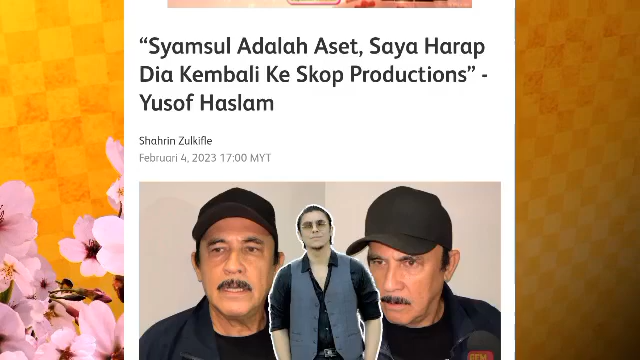 “Syamsul Adalah Aset, Saya Harap
Dia Kembali Ke Skop Productions” -
Yusof Haslam
Shahrin Zulkifle
Februari 4, 2023 17:00 MYT